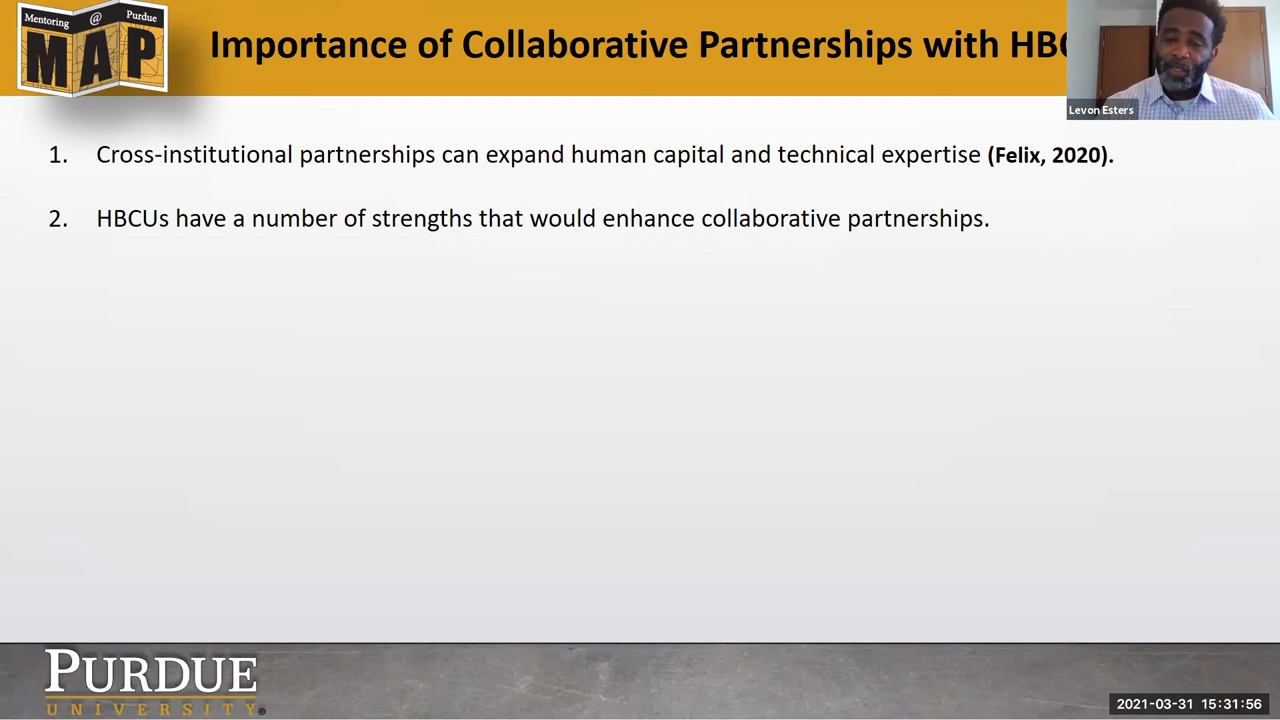 Mentoring @ Purdue
MAP
Importance of Collaborative Partnerships with HBC
Levon Esters
1. Cross-institutional partnerships can expand human capital and technical expertise (Felix, 2020).
2. HBCUs have a number of strengths that would enhance collaborative partnerships.
PURDUE
UNIVERSITY®
2021-03-31 15:31:56